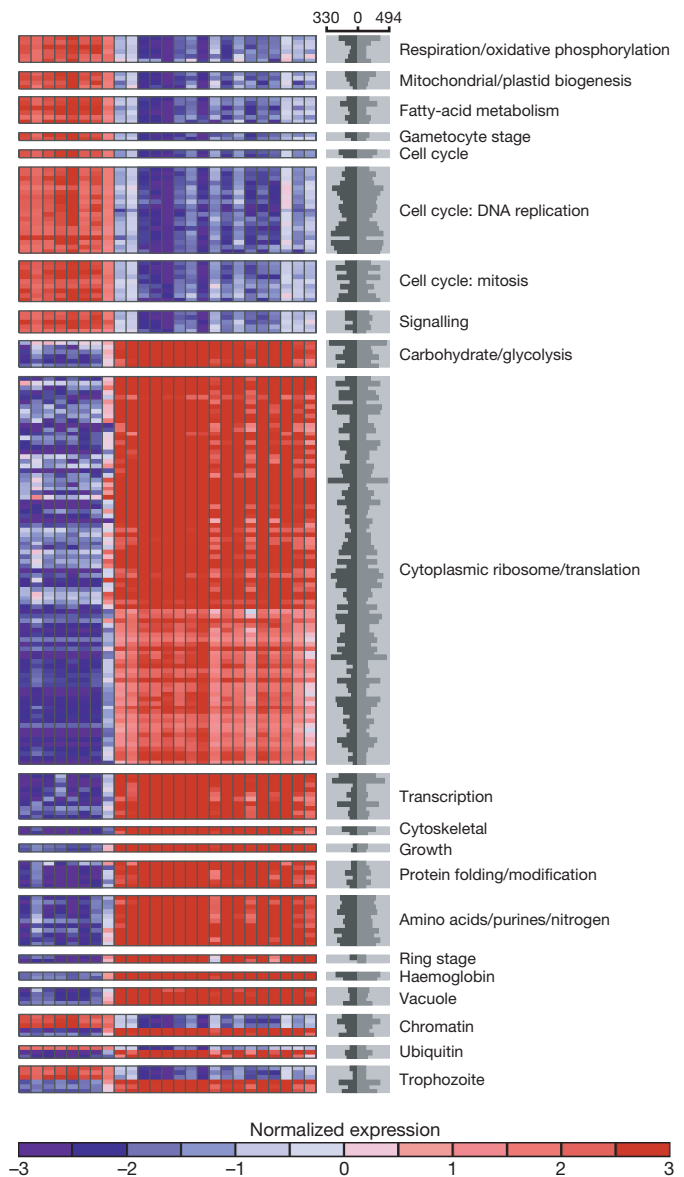 330 0 494
Respiration/oxidative phosphorylation
Mitochondrial/plastid biogenesis
Fatty-acid metabolism
Gametocyte stage
Cell cycle
Cell cycle: DNA replication
Cell cycle: mitosis
Signalling
Carbohydrate/glycolysis
Cytoplasmic ribosome/translation
Transcription
Cytoskeletal
Growth
Protein folding/modification
Amino acids/purines/nitrogen
Ring stage
Haemoglobin
Vacuole
Chromatin
Ubiquitin
Trophozoite
Normalized expression
−3 −2 −1 0 1 2 3